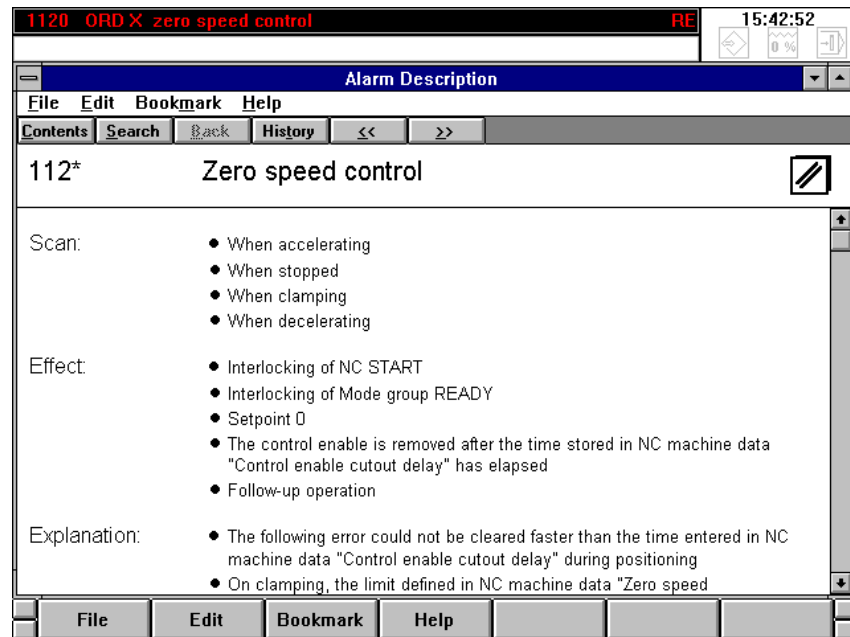 1120 ORD X zero speed control RE
15:42:52
0 %
Alarm Description
File Edit Bookmark Help
Contents Search Back History << >>
112* Zero speed control
Scan: ● When accelerating
● When stopped
● When clamping
● When decelerating
Effect: ● Interlocking of NC START
● Interlocking of Mode group READY
● Setpoint 0
● The control enable is removed after the time stored in NC machine data
"Control enable cutout delay" has elapsed
● Follow-up operation
Explanation: ● The following error could not be cleared faster than the time entered in NC
machine data "Control enable cutout delay" during positioning
● On clamping, the limit defined in NC machine data "Zero speed
File Edit Bookmark Help